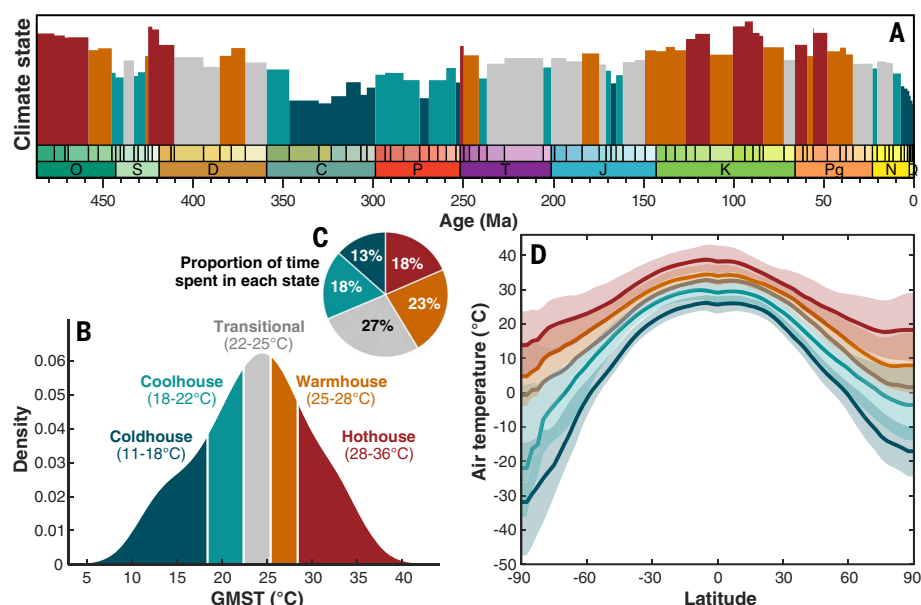 A
Climate state
O S D C P T J K Pg N Q
450 400 350 300 250 200 150 100 50 0
Age (Ma)
C
Proportion of time
spent in each state
13%
18%
18%
23%
27%
B
Transitional
(22-25°C)
Coolhouse
(18-22°C)
Warmhouse
(25-28°C)
Coldhouse
(11-18°C)
Hothouse
(28-36°C)
Density
0.06
0.05
0.04
0.03
0.02
0.01
0
5 10 15 20 25 30 35 40
GMST (°C)
D
Air temperature (°C)
40
30
20
10
0
-10
-20
-30
-40
-50
-90 -60 -30 0 30 60 90
Latitude